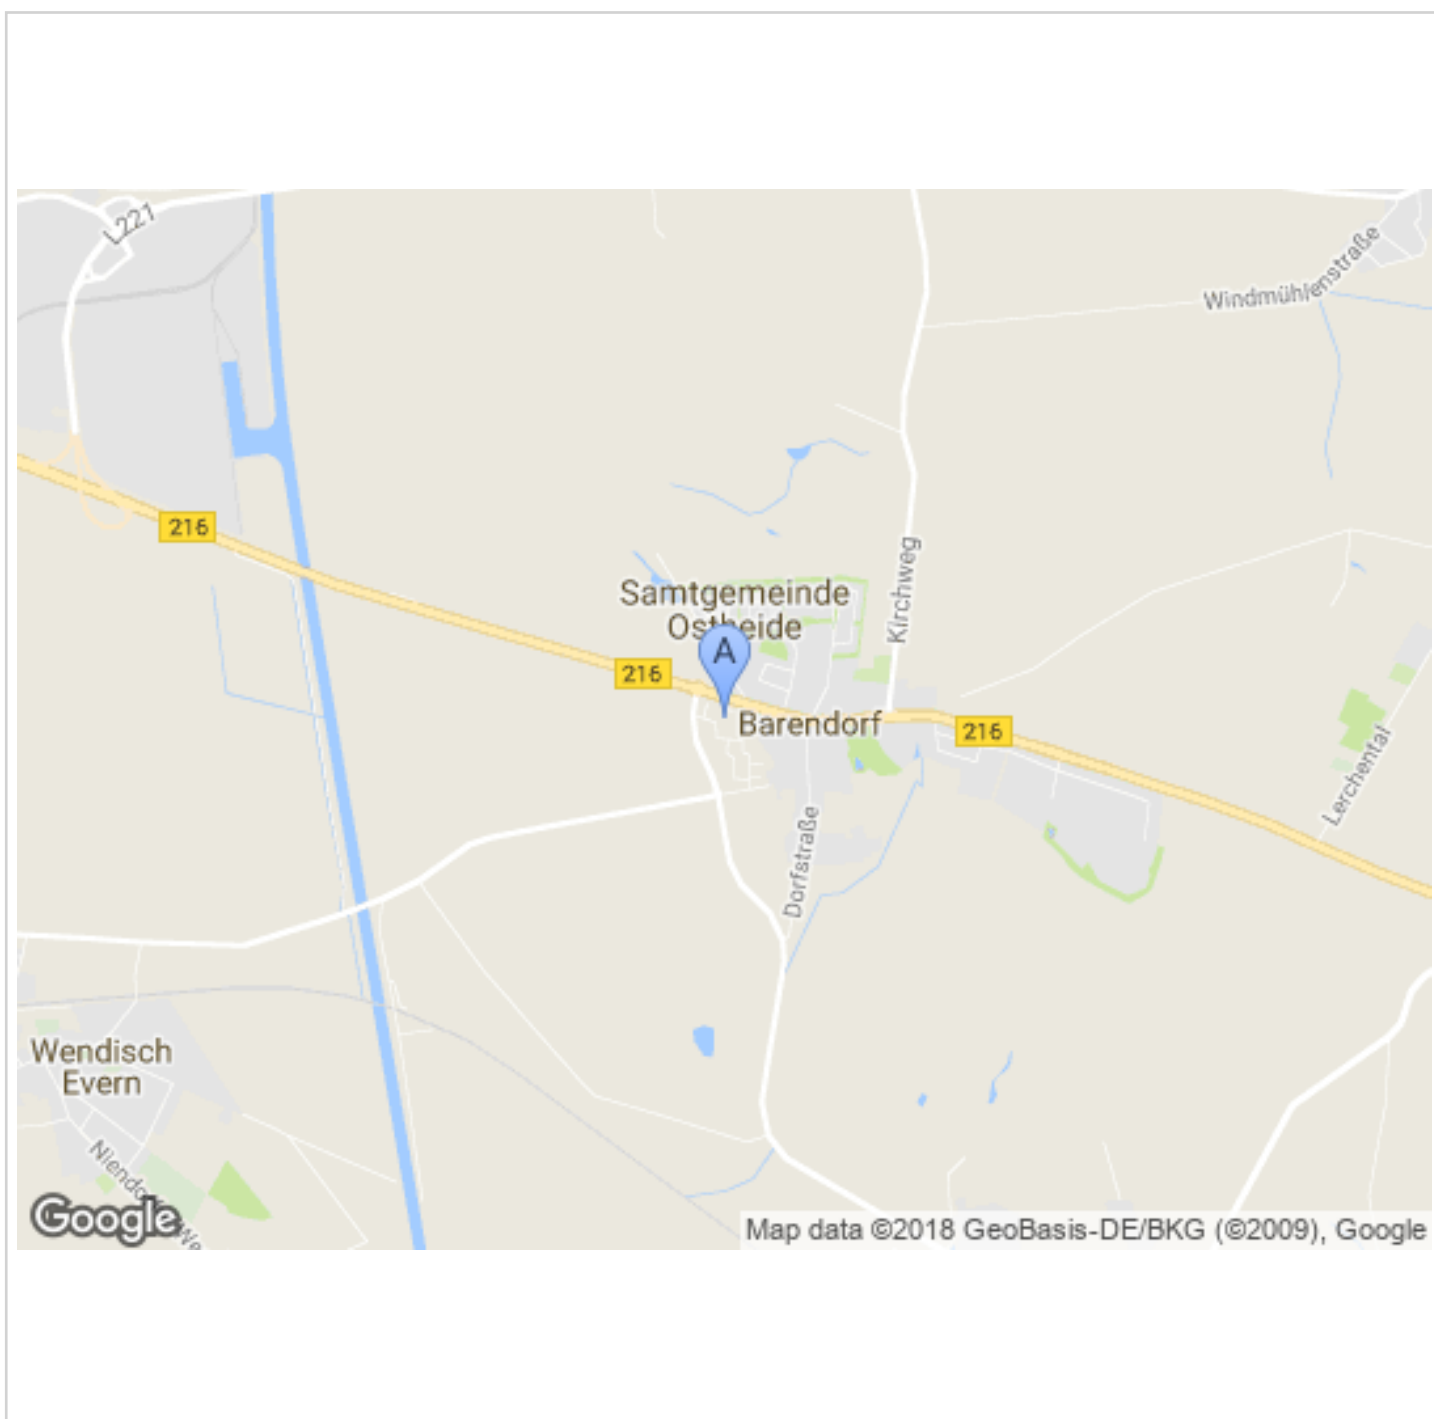 L221
Windmühlenstraße
216
Kirchweg
Samtgemeinde
Ostheide
A
216
Barendorf
216
Lerchental
Dorfstraße
Wendisch
Evern
Google
Map data ©2018 GeoBasis-DE/BKG (©2009), Google